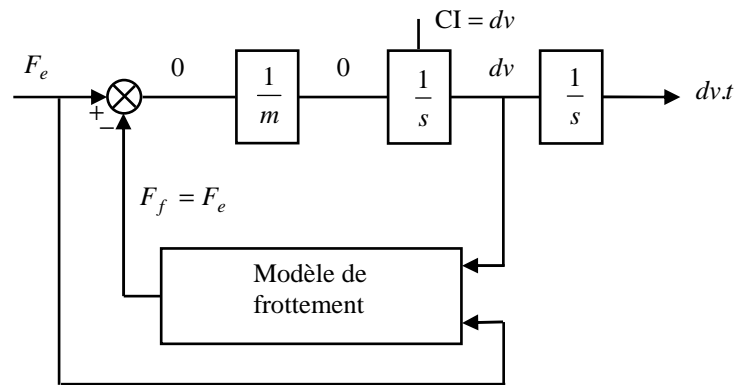 CI = dv
F_e 0 1/m 0 1/s dv 1/s dv.t
+
−
F_f = F_e
Modèle de
frottement